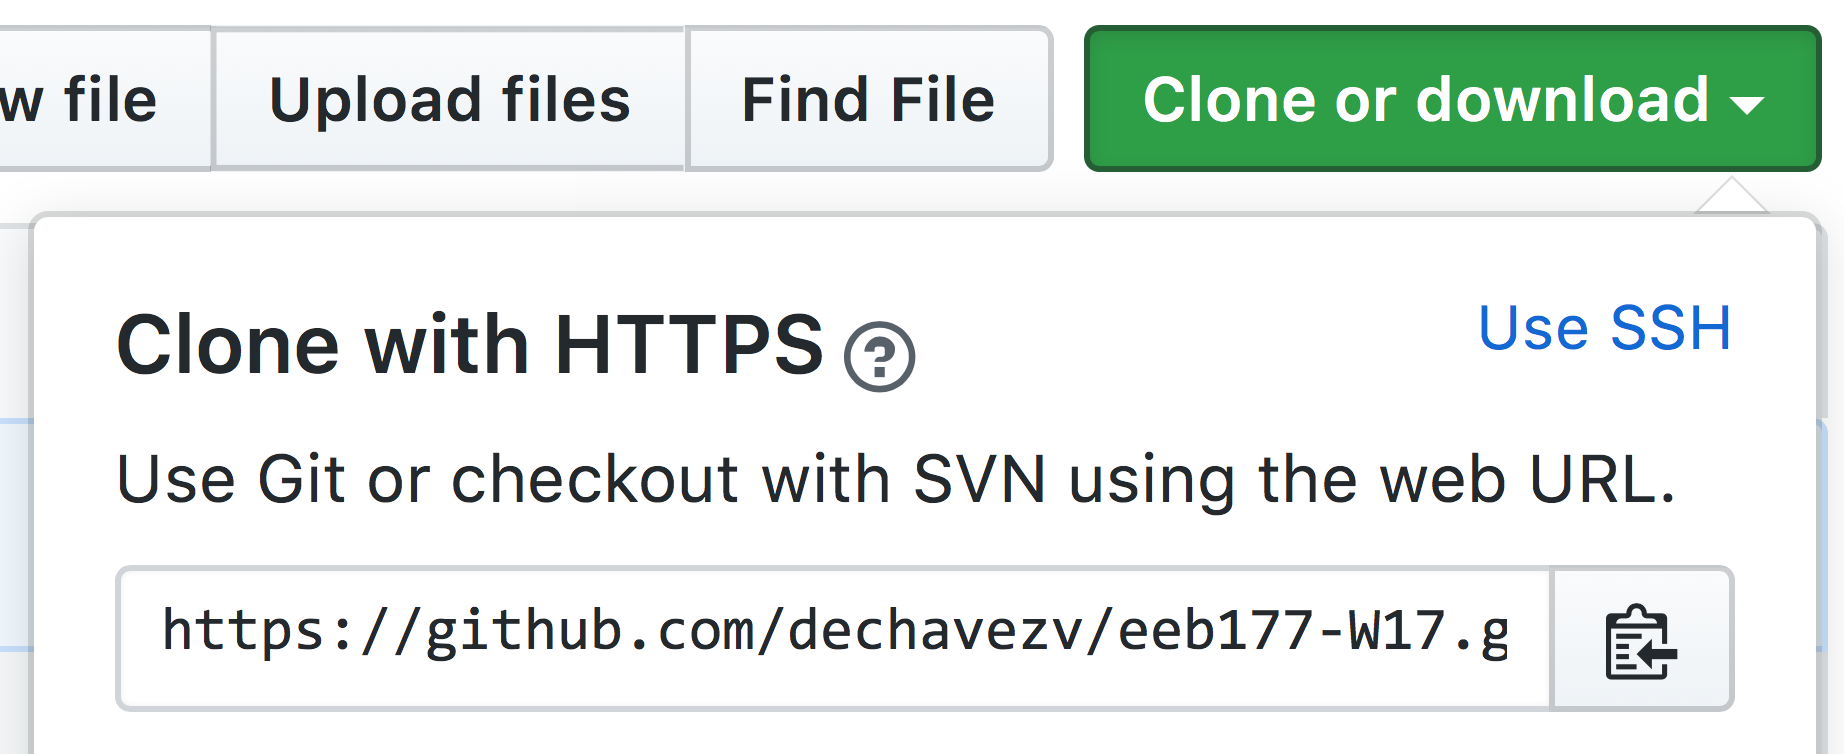 w file Upload files Find File Clone or download
Clone with HTTPS ? Use SSH
Use Git or checkout with SVN using the web URL.
https://github.com/dechavezv/eeb177-W17.g